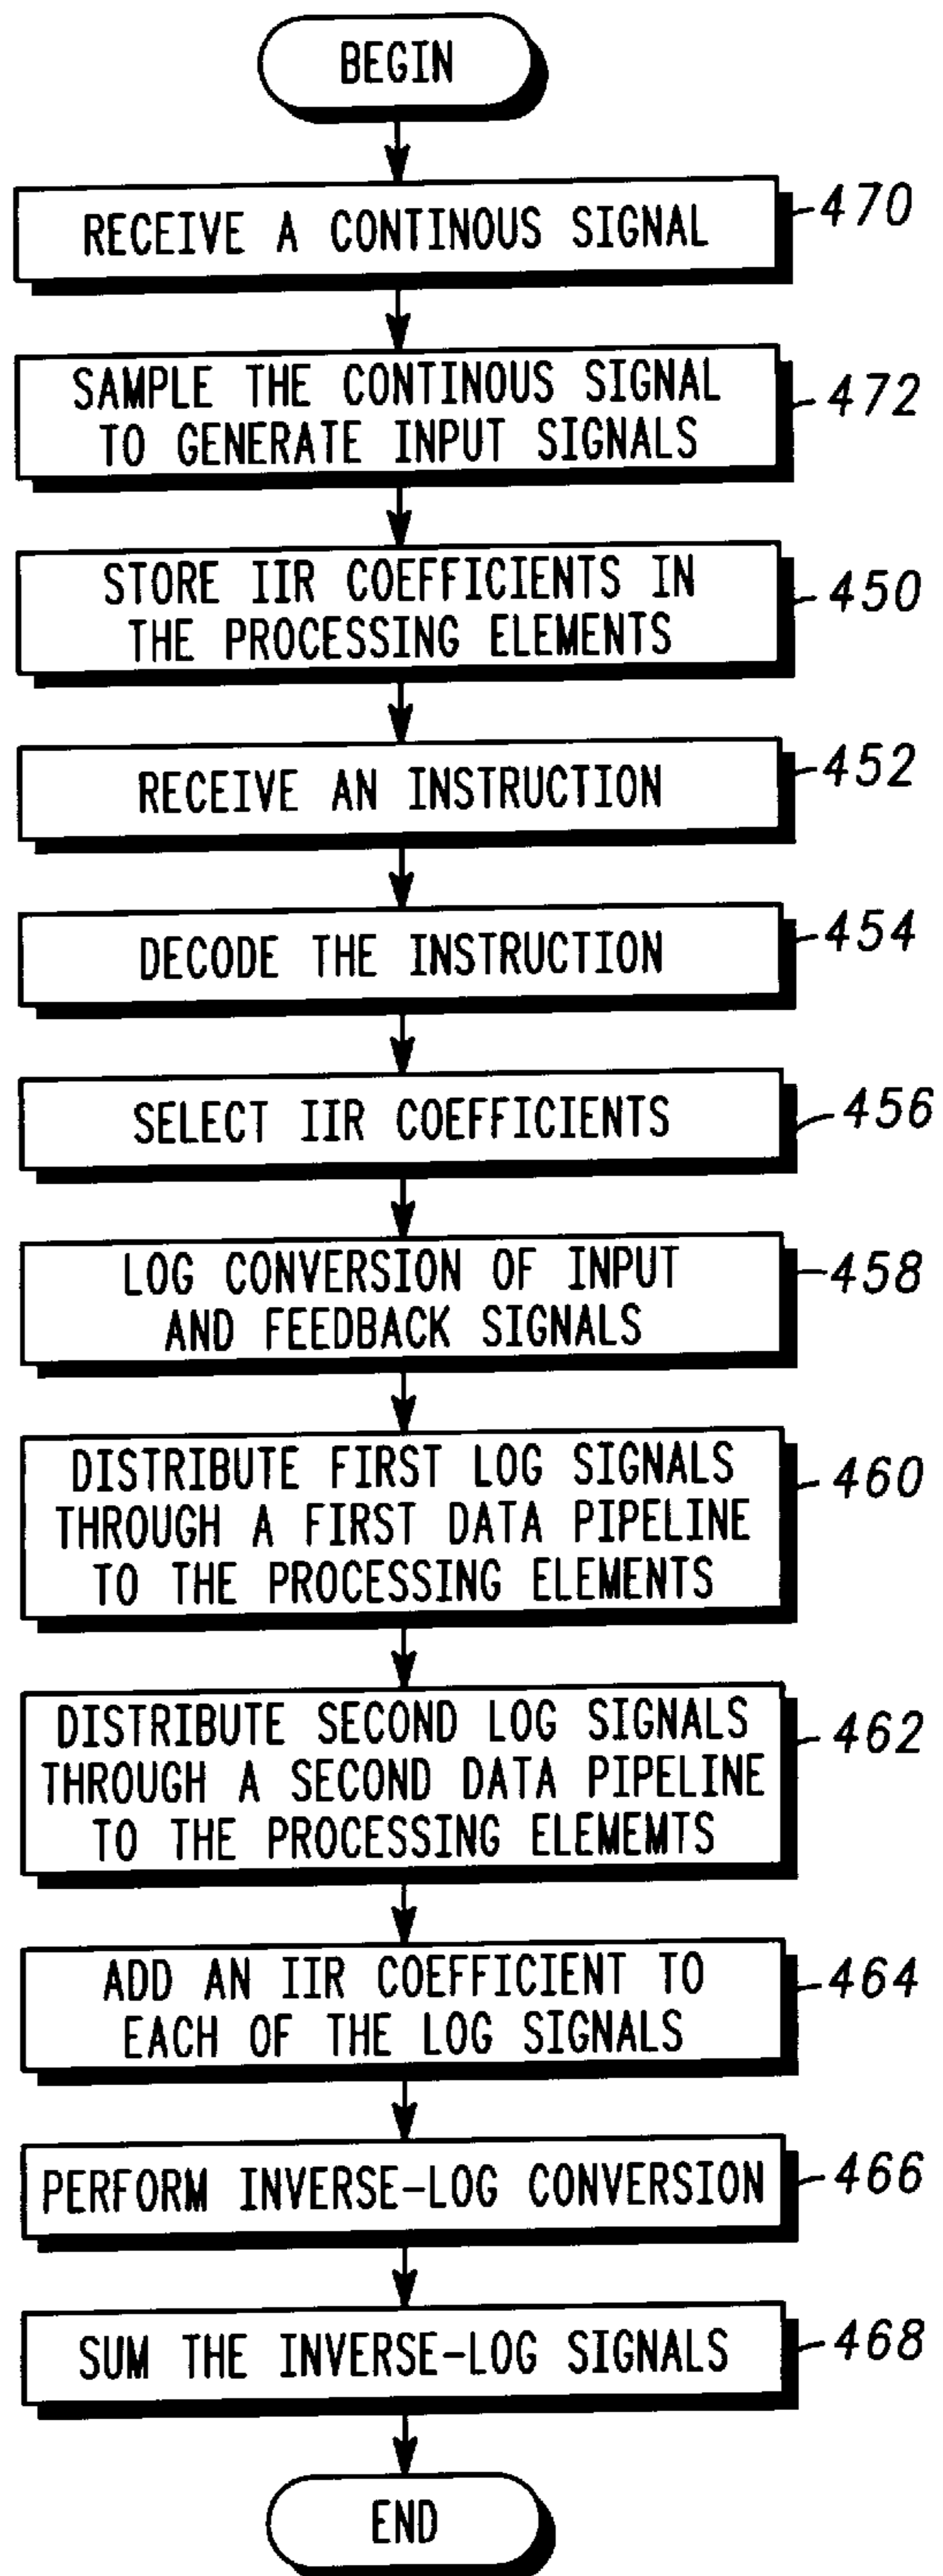 BEGIN
RECEIVE A CONTINOUS SIGNAL
470
SAMPLE THE CONTINOUS SIGNAL
TO GENERATE INPUT SIGNALS
472
STORE IIR COEFFICIENTS IN
THE PROCESSING ELEMENTS
450
RECEIVE AN INSTRUCTION
452
DECODE THE INSTRUCTION
454
SELECT IIR COEFFICIENTS
456
LOG CONVERSION OF INPUT
AND FEEDBACK SIGNALS
458
DISTRIBUTE FIRST LOG SIGNALS
THROUGH A FIRST DATA PIPELINE
TO THE PROCESSING ELEMENTS
460
DISTRIBUTE SECOND LOG SIGNALS
THROUGH A SECOND DATA PIPELINE
TO THE PROCESSING ELEMEMTS
462
ADD AN IIR COEFFICIENT TO
EACH OF THE LOG SIGNALS
464
PERFORM INVERSE-LOG CONVERSION
466
SUM THE INVERSE-LOG SIGNALS
468
END